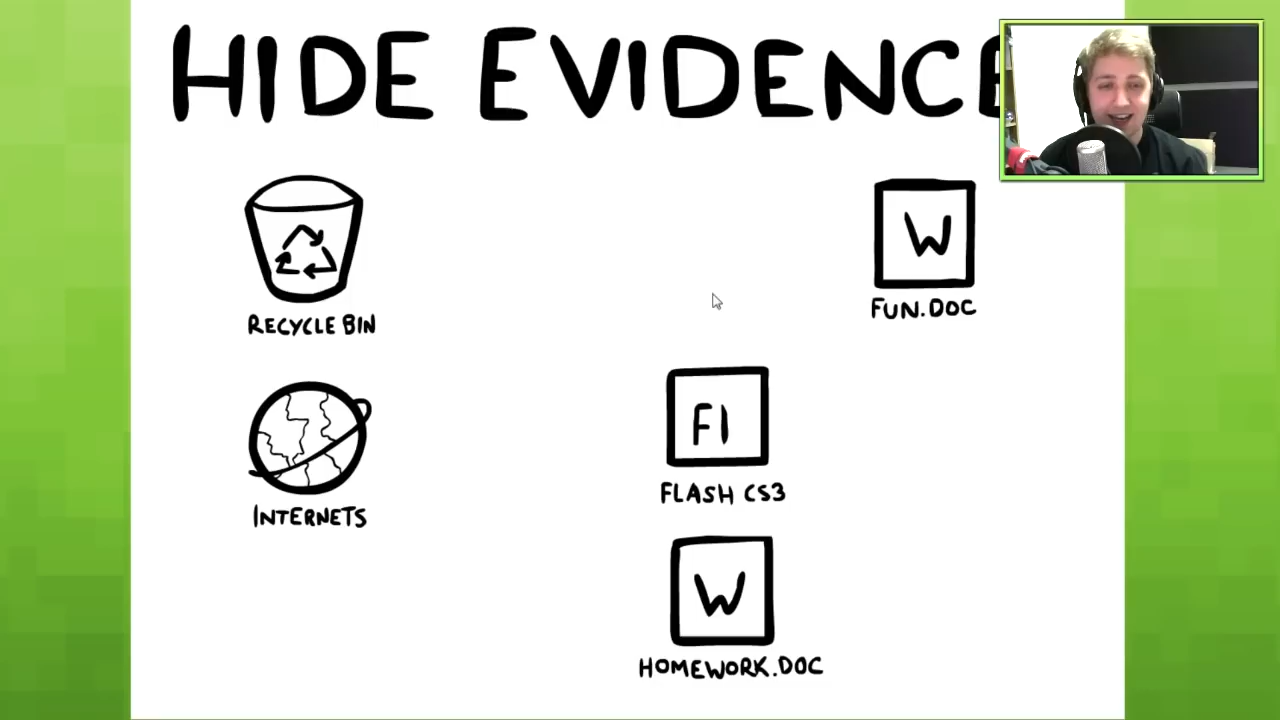 HIDE EVIDENCE
W
FUN.DOC
RECYCLE BIN
Fl
FLASH CS3
INTERNETS
W
HOMEWORK.DOC